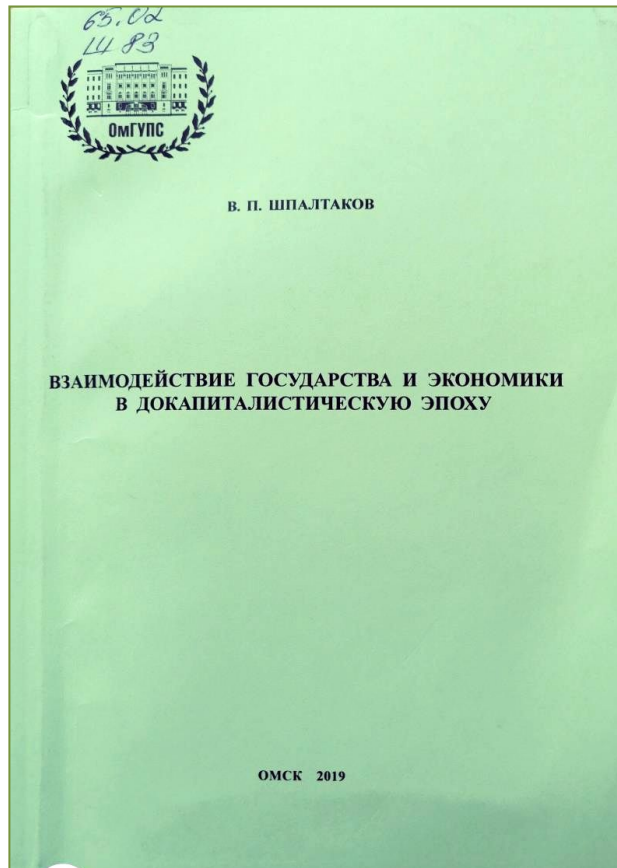 65.02
Ш 83
ОмГУПС
В. П. ШПАЛТАКОВ
ВЗАИМОДЕЙСТВИЕ ГОСУДАРСТВА И ЭКОНОМИКИ
В ДОКАПИТАЛИСТИЧЕСКУЮ ЭПОХУ
ОМСК 2019